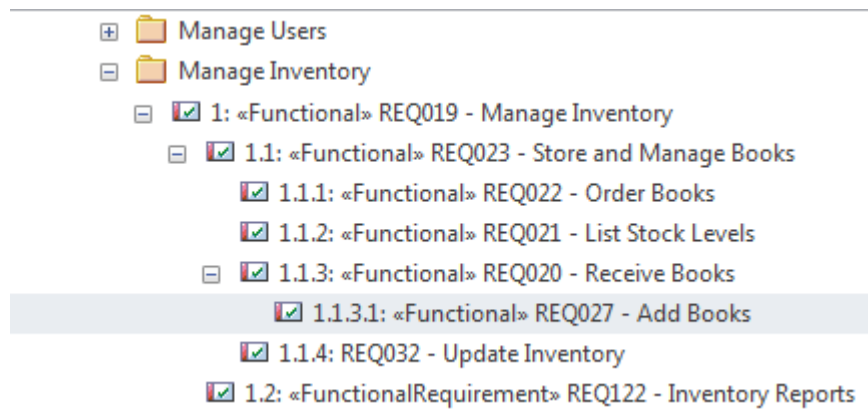 Manage Users
Manage Inventory
1: «Functional» REQ019 - Manage Inventory
1.1: «Functional» REQ023 - Store and Manage Books
1.1.1: «Functional» REQ022 - Order Books
1.1.2: «Functional» REQ021 - List Stock Levels
1.1.3: «Functional» REQ020 - Receive Books
1.1.3.1: «Functional» REQ027 - Add Books
1.1.4: REQ032 - Update Inventory
1.2: «FunctionalRequirement» REQ122 - Inventory Reports